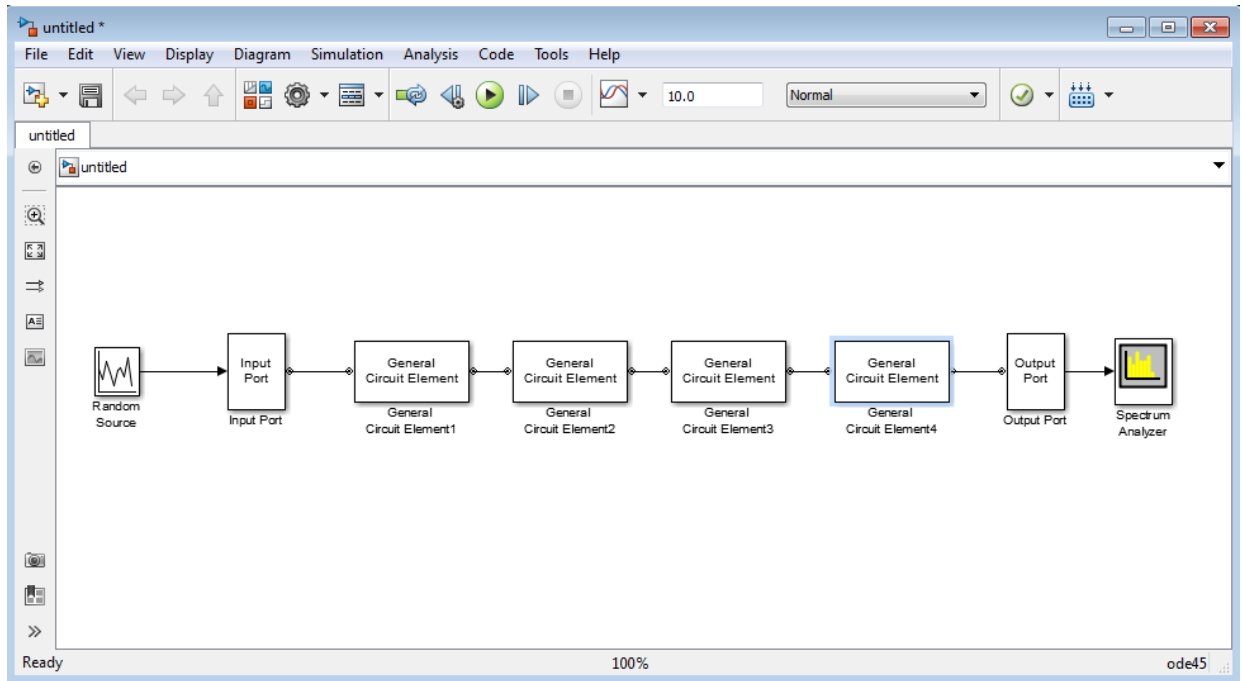 untitled *
File Edit View Display Diagram Simulation Analysis Code Tools Help
10.0 Normal
untitled
untitled
Random
Source
Input
Port
Input Port
General
Circuit Element
General
Circuit Element1
General
Circuit Element
General
Circuit Element2
General
Circuit Element
General
Circuit Element3
General
Circuit Element
General
Circuit Element4
Output
Port
Output Port
Spectrum
Analyzer
Ready 100% ode45